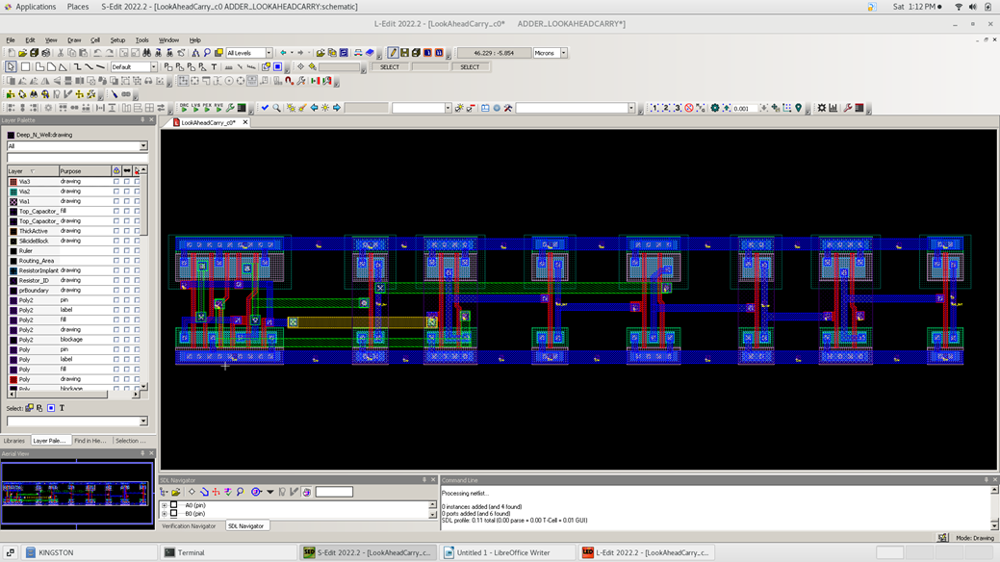 Applications Places S-Edit 2022.2 - [LookAheadCarry_c0 ADDER_LOOKAHEADCARRY:schematic] Sat 1:12 PM
L-Edit 2022.2 - [LookAheadCarry_c0* ADDER_LOOKAHEADCARRY*]
File Edit View Draw Cell Setup Tools Window Help
All Levels 46.229 : -5.854 Microns
Default SELECT SELECT
DRC LVS PEX RVE 0.001
Layer Palette
LookAheadCarry_c0*
Deep_N_Well:drawing
All
Layer Purpose
Via3 drawing
Via2 drawing
Via1 drawing
Top_Capacitor_ fill
Top_Capacitor_ drawing
ThickActive drawing
SilicideBlock drawing
Ruler drawing
Routing_Area drawing
ResistorImplant drawing
Resistor_ID drawing
prBoundary drawing
Poly2 pin
Poly2 label
Poly2 fill
Poly2 drawing
Poly2 blockage
Poly pin
Poly label
Poly fill
Poly drawing
Poly blockage
Select: T
Libraries Layer Pale... Find in Hie... Selection ...
Aerial View
SDL Navigator
A0 (pin)
B0 (pin)
Verification Navigator SDL Navigator
Command Line
Processing netlist...
0 instances added (and 4 found)
0 ports added (and 6 found)
SDL profile: 0.11 total (0.00 parse + 0.00 T-Cell + 0.01 GUI)
Mode: Drawing
KINGSTON Terminal S-Edit 2022.2 - [LookAheadCarry_c... Untitled 1 - LibreOffice Writer L-Edit 2022.2 - [LookAheadCarry_c...